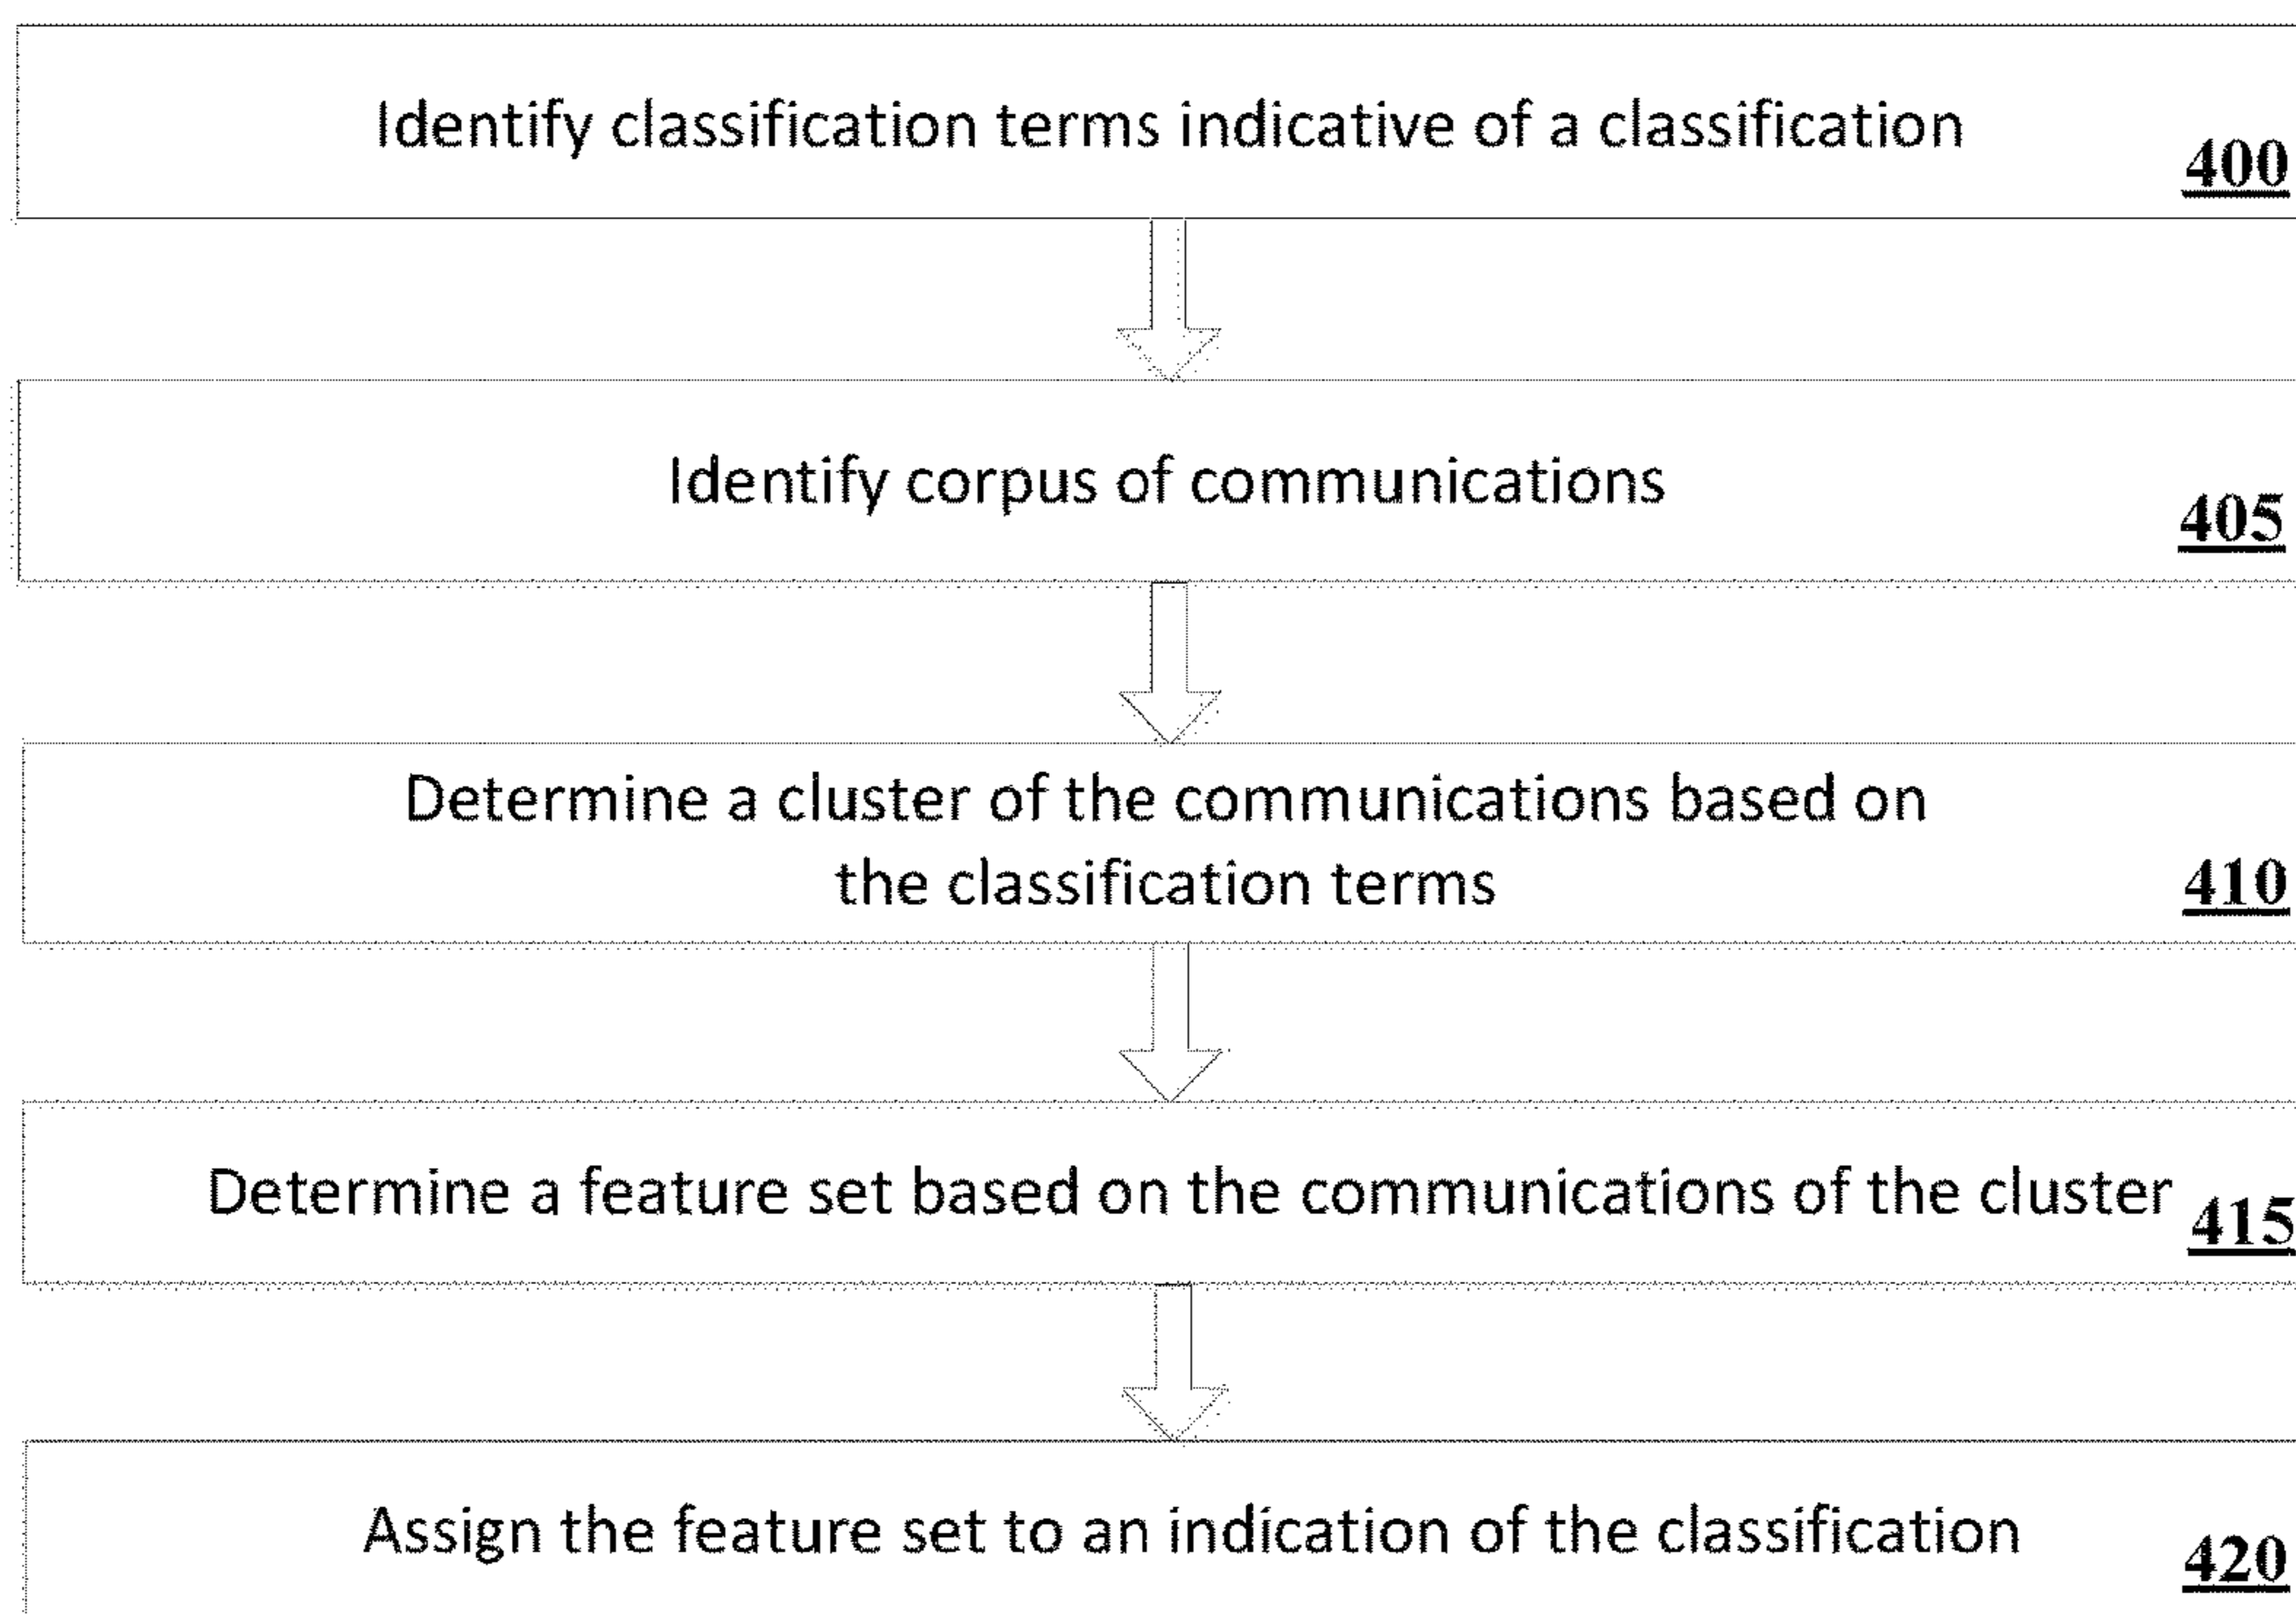 Identify classification terms indicative of a classification
400
Identify corpus of communications
405
Determine a cluster of the communications based on
the classification terms
410
Determine a feature set based on the communications of the cluster
415
Assign the feature set to an indication of the classification
420